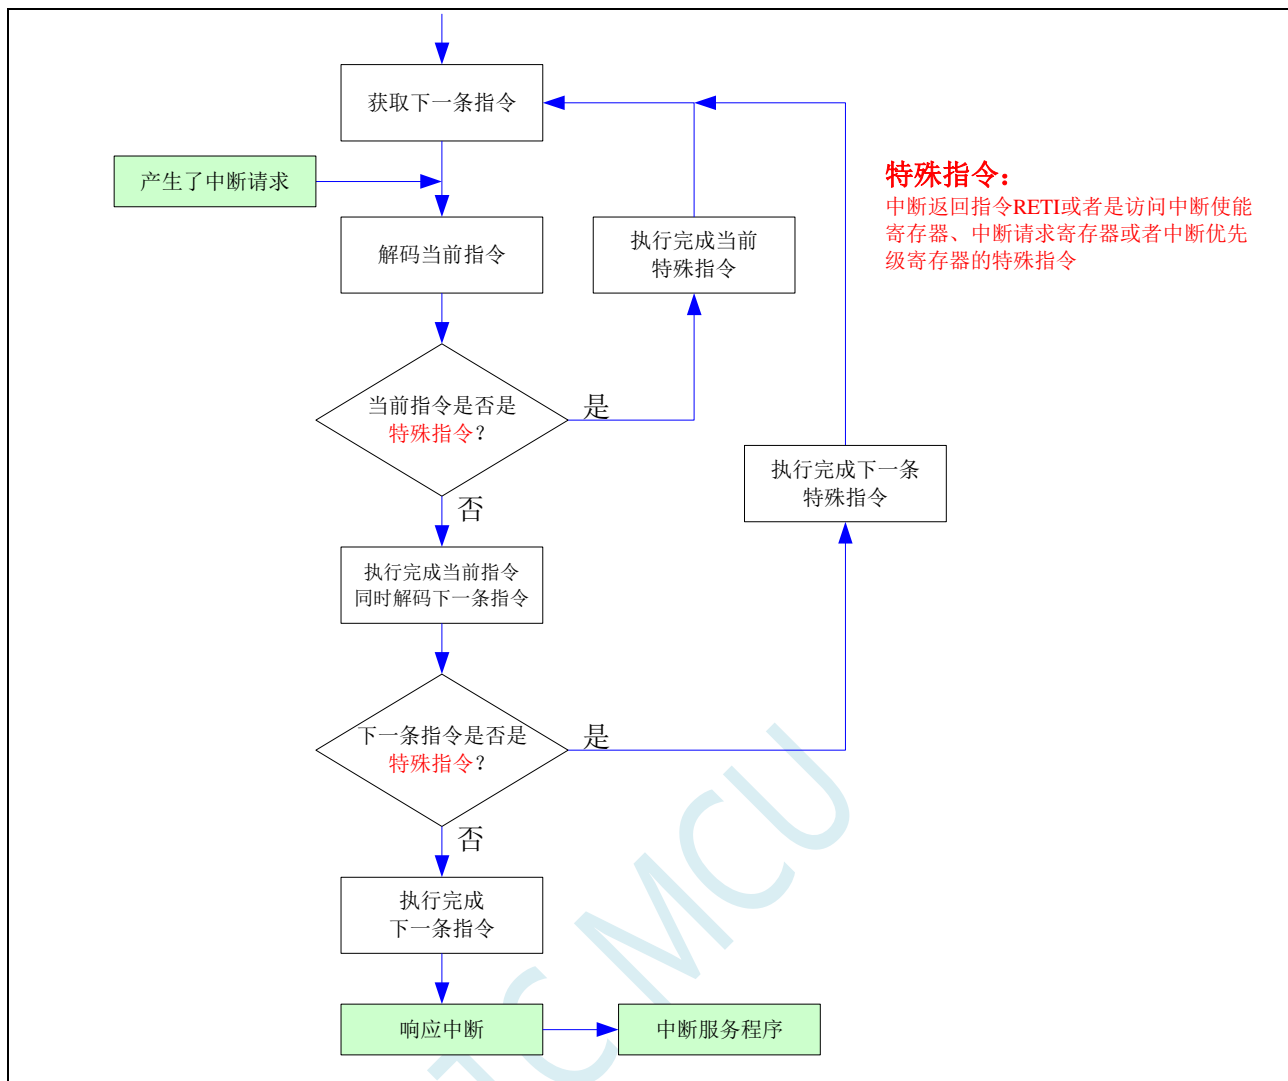 获取下一条指令
产生了中断请求
特殊指令：
中断返回指令RETI或者是访问中断使能
寄存器、中断请求寄存器或者中断优先
级寄存器的特殊指令
解码当前指令
执行完成当前
特殊指令
当前指令是否是
特殊指令？
是
否
执行完成下一条
特殊指令
执行完成当前指令
同时解码下一条指令
下一条指令是否是
特殊指令？
是
否
执行完成
下一条指令
响应中断
中断服务程序
MCU